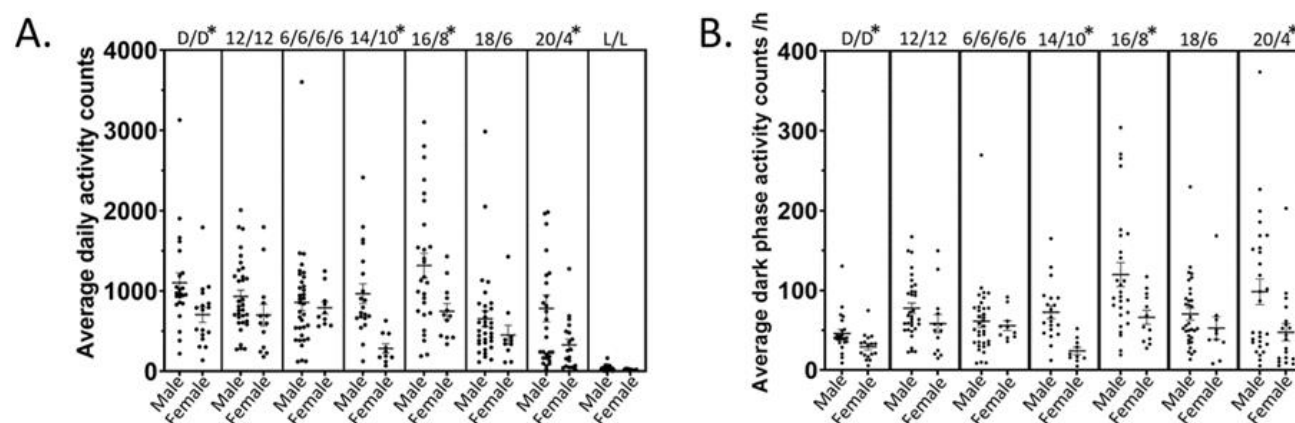 A.
Average daily activity counts
D/D* 12/12 6/6/6/6 14/10* 16/8* 18/6 20/4* L/L
4000
3000
2000
1000
0
Male Female Male Female Male Female Male Female Male Female Male Female Male Female Male Female
B.
Average dark phase activity counts /h
D/D* 12/12 6/6/6/6 14/10* 16/8* 18/6 20/4*
400
300
200
100
0
Male Female Male Female Male Female Male Female Male Female Male Female Male Female